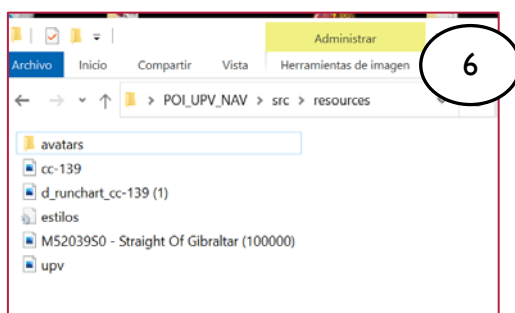 Administrar
Archivo Inicio Compartir Vista Herramientas de imagen
6
POI_UPV_NAV > src > resources
avatars
cc-139
d_runchart_cc-139 (1)
estilos
M52039S0 - Straight Of Gibraltar (100000)
upv